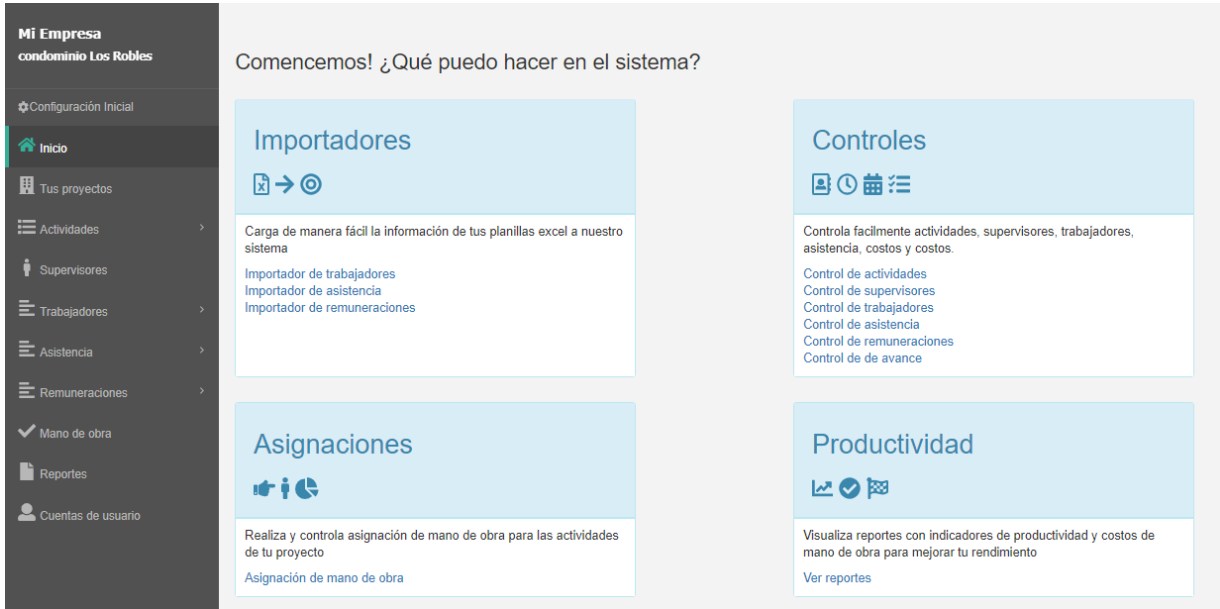 Mi Empresa
condominio Los Robles
Configuración Inicial
Inicio
Tus proyectos
Actividades
Supervisores
Trabajadores
Asistencia
Remuneraciones
Mano de obra
Reportes
Cuentas de usuario
Comencemos! ¿Qué puedo hacer en el sistema?
Importadores
Carga de manera fácil la información de tus planillas excel a nuestro
sistema
Importador de trabajadores
Importador de asistencia
Importador de remuneraciones
Controles
Controla facilmente actividades, supervisores, trabajadores,
asistencia, costos y costos.
Control de actividades
Control de supervisores
Control de trabajadores
Control de asistencia
Control de remuneraciones
Control de de avance
Asignaciones
Realiza y controla asignación de mano de obra para las actividades
de tu proyecto
Asignación de mano de obra
Productividad
Visualiza reportes con indicadores de productividad y costos de
mano de obra para mejorar tu rendimiento
Ver reportes